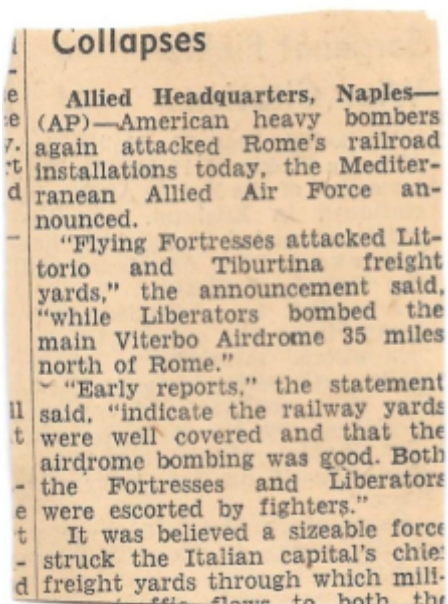 Collapses
Allied Headquarters, Naples—
(AP)—American heavy bombers
again attacked Rome's railroad
installations today, the Mediter-
ranean Allied Air Force an-
nounced.
"Flying Fortresses attacked Lit-
torio and Tiburtina freight
yards," the announcement said,
"while Liberators bombed the
main Viterbo Airdrome 35 miles
north of Rome."
"Early reports," the statement
said, "indicate the railway yards
were well covered and that the
airdrome bombing was good. Both
the Fortresses and Liberators
were escorted by fighters."
It was believed a sizeable force
struck the Italian capital's chief
freight yards through which mili-
flows to both the